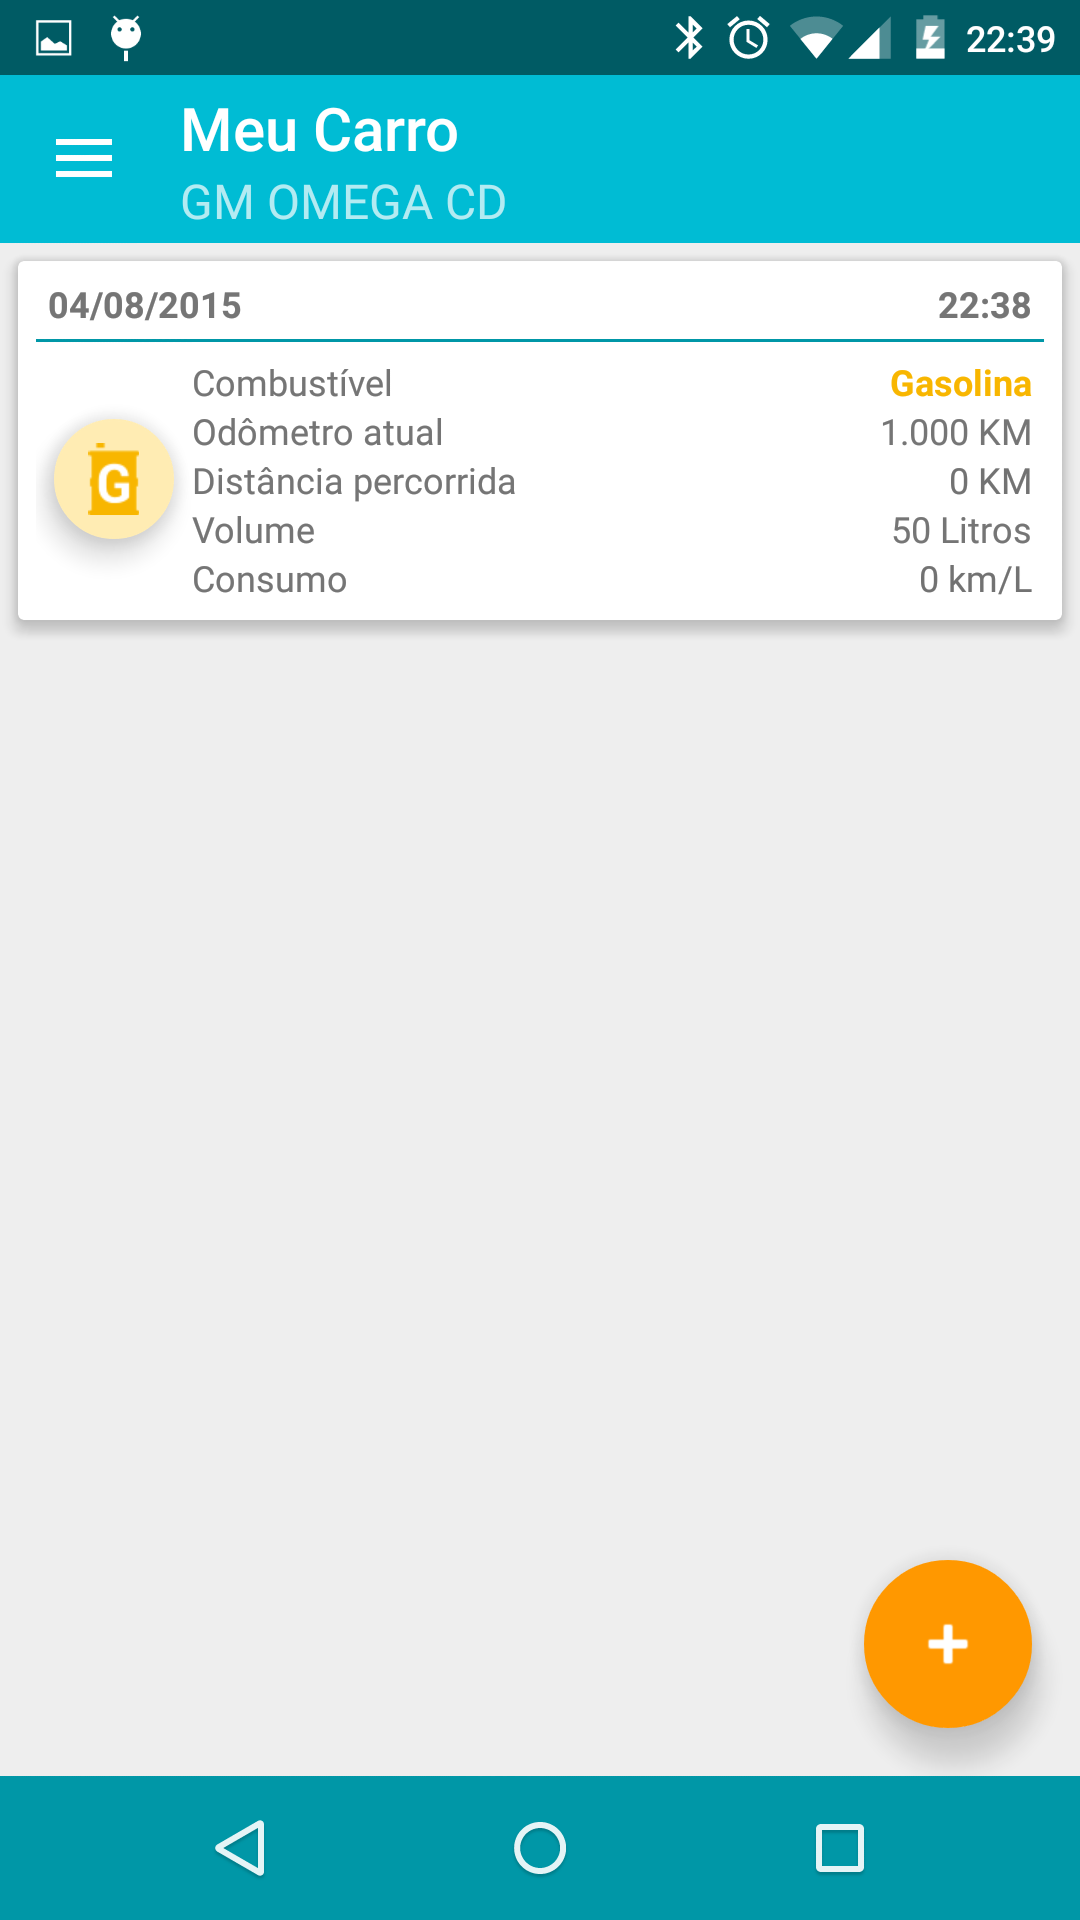 22:39
Meu Carro
GM OMEGA CD
04/08/2015 22:38
Combustível Gasolina
Odômetro atual 1.000 KM
G
Distância percorrida 0 KM
Volume 50 Litros
Consumo 0 km/L
+